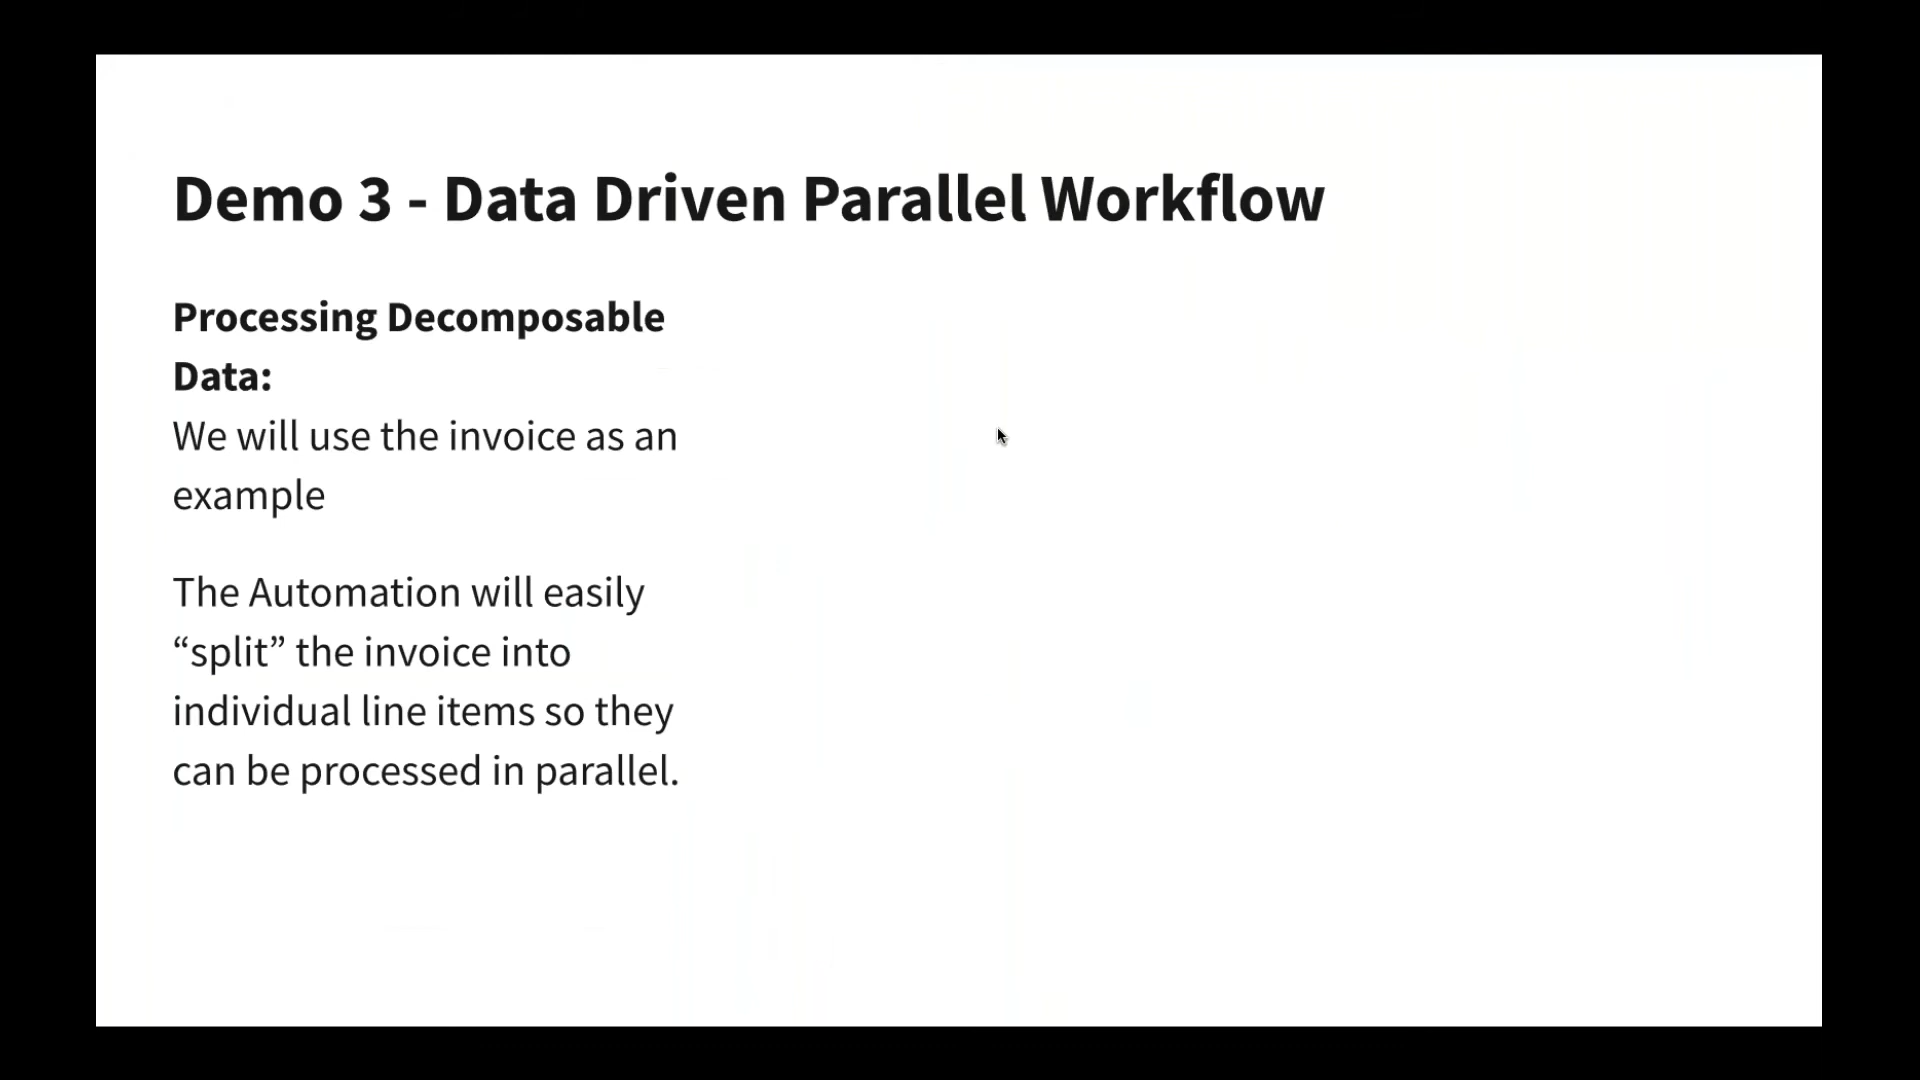 Demo 3 - Data Driven Parallel Workflow
Processing Decomposable
Data:
We will use the invoice as an
example
The Automation will easily
“split” the invoice into
individual line items so they
can be processed in parallel.